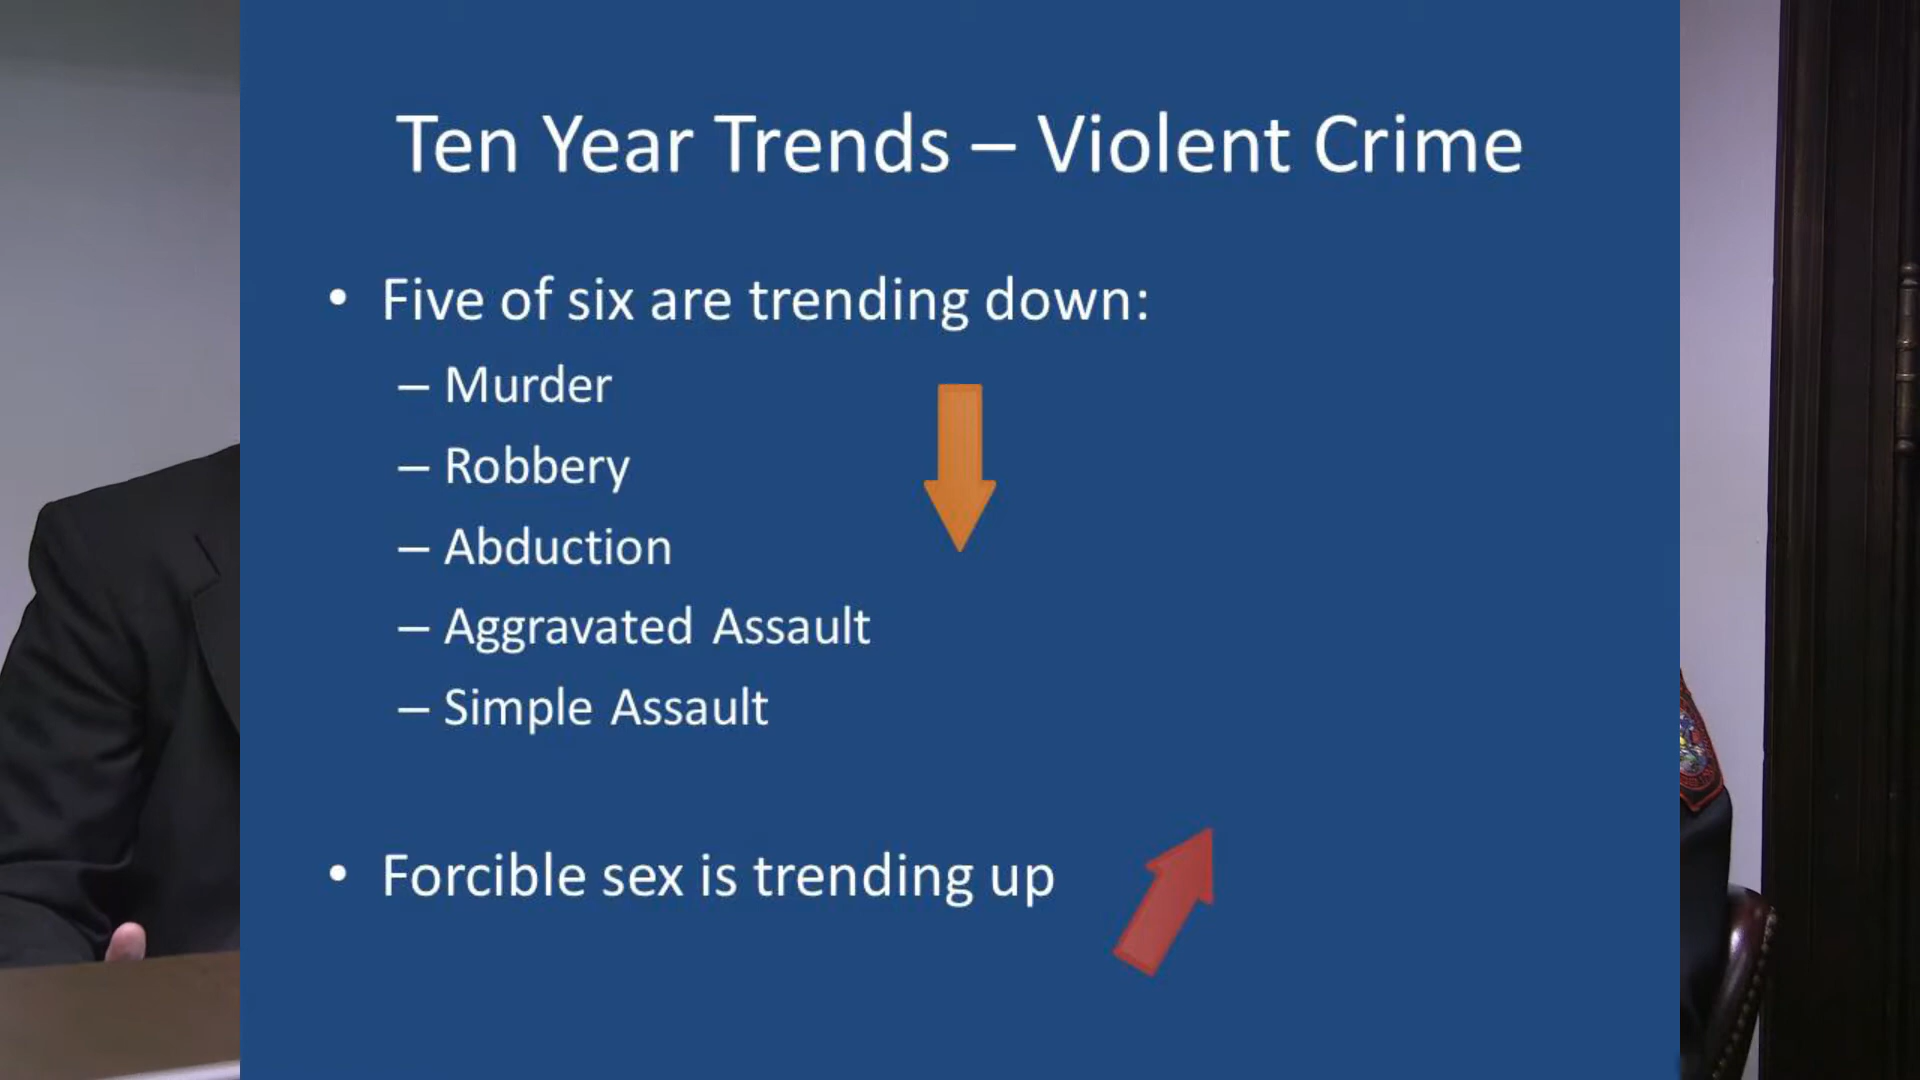 Ten Year Trends – Violent Crime
• Five of six are trending down:
– Murder
– Robbery
– Abduction
– Aggravated Assault
– Simple Assault
• Forcible sex is trending up